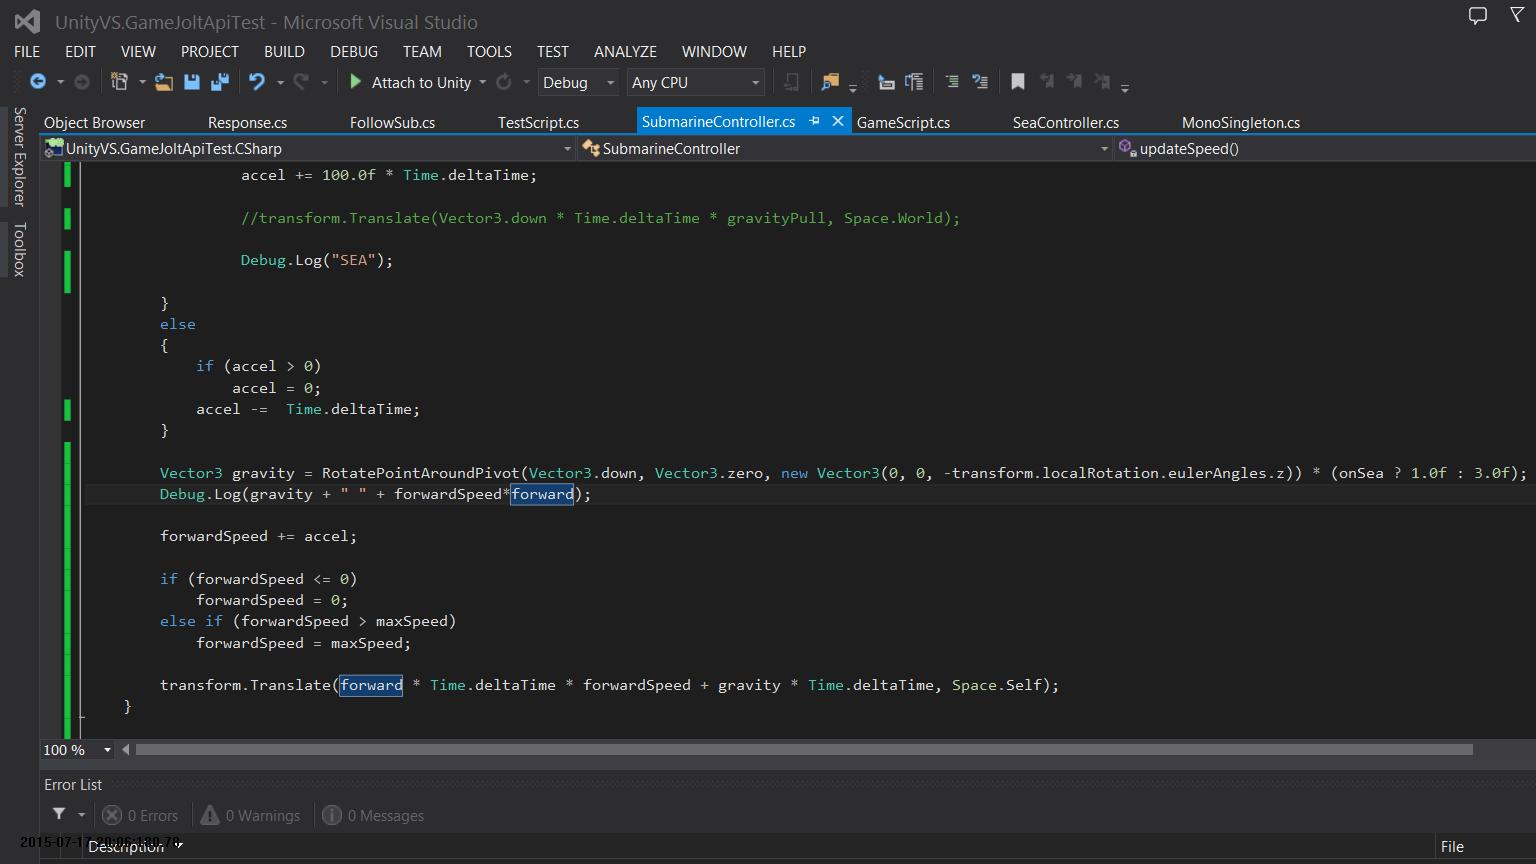 UnityVS.GameJoltApiTest - Microsoft Visual Studio
FILE EDIT VIEW PROJECT BUILD DEBUG TEAM TOOLS TEST ANALYZE WINDOW HELP
Attach to Unity Debug Any CPU
Server Explorer
Toolbox
Object Browser Response.cs FollowSub.cs TestScript.cs SubmarineController.cs GameScript.cs SeaController.cs MonoSingleton.cs
UnityVS.GameJoltApiTest.CSharp SubmarineController updateSpeed()
accel += 100.0f * Time.deltaTime;
//transform.Translate(Vector3.down * Time.deltaTime * gravityPull, Space.World);
Debug.Log("SEA");
}
else
{
if (accel > 0)
accel = 0;
accel -=  Time.deltaTime;
}
Vector3 gravity = RotatePointAroundPivot(Vector3.down, Vector3.zero, new Vector3(0, 0, -transform.localRotation.eulerAngles.z)) * (onSea ? 1.0f : 3.0f);
Debug.Log(gravity + " " + forwardSpeed*forward);
forwardSpeed += accel;
if (forwardSpeed <= 0)
forwardSpeed = 0;
else if (forwardSpeed > maxSpeed)
forwardSpeed = maxSpeed;
transform.Translate(forward * Time.deltaTime * forwardSpeed + gravity * Time.deltaTime, Space.Self);
}
100 %
Error List
0 Errors 0 Warnings 0 Messages
Description File